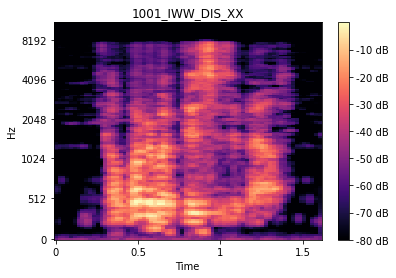 1001_IWW_DIS_XX
8192
4096
2048
1024
512
0
Hz
0
0.5
1
1.5
Time
-10 dB
-20 dB
-30 dB
-40 dB
-50 dB
-60 dB
-70 dB
-80 dB